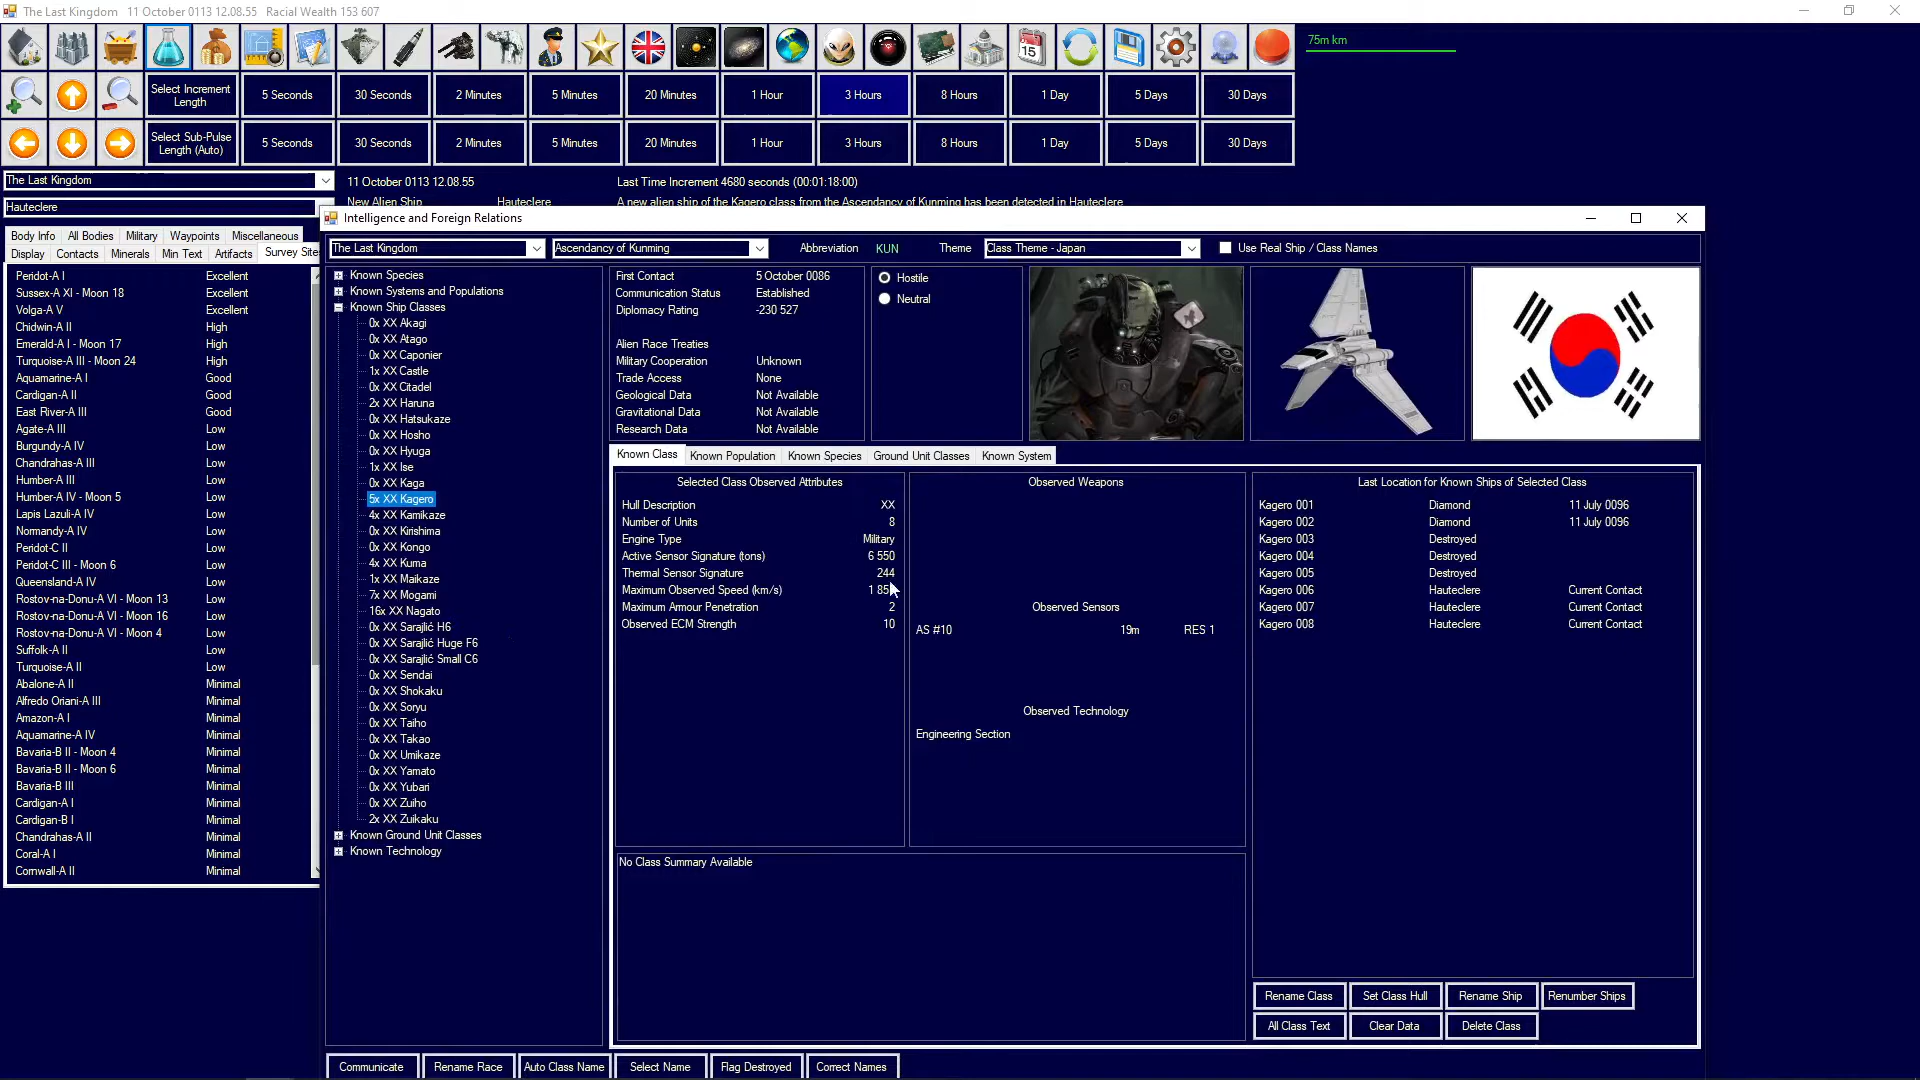 The Last Kingdom   11 October 0113 12.08.55   Racial Wealth 153 607
75m km
Select Increment Length
5 Seconds
30 Seconds
2 Minutes
5 Minutes
20 Minutes
1 Hour
3 Hours
8 Hours
1 Day
5 Days
30 Days
Select Sub-Pulse Length (Auto)
5 Seconds
30 Seconds
2 Minutes
5 Minutes
20 Minutes
1 Hour
3 Hours
8 Hours
1 Day
5 Days
30 Days
The Last Kingdom
11 October 0113 12.08.55
Last Time Increment 4680 seconds (00:01:18:00)
Hauteclere
New Alien Ship Hauteclere A new alien ship of the Kagero class from the Ascendancy of Kunming has been detected in Hauteclere
Body Info All Bodies Military Waypoints Miscellaneous
Display Contacts Minerals Min Text Artifacts Survey Site
Peridot-A I Excellent
Sussex-A XI - Moon 18 Excellent
Volga-A V Excellent
Chidwin-A II High
Emerald-A I - Moon 17 High
Turquoise-A III - Moon 24 High
Aquamarine-A I Good
Cardigan-A II Good
East River-A III Good
Agate-A III Low
Burgundy-A IV Low
Chandrahas-A III Low
Humber-A III Low
Humber-A IV - Moon 5 Low
Lapis Lazuli-A IV Low
Normandy-A IV Low
Peridot-C II Low
Peridot-C III - Moon 6 Low
Queensland-A IV Low
Rostov-na-Donu-A VI - Moon 13 Low
Rostov-na-Donu-A VI - Moon 16 Low
Rostov-na-Donu-A VI - Moon 4 Low
Suffolk-A II Low
Turquoise-A II Low
Abalone-A II Minimal
Alfredo Oriani-A III Minimal
Amazon-A I Minimal
Aquamarine-A IV Minimal
Bavaria-B II - Moon 4 Minimal
Bavaria-B II - Moon 6 Minimal
Bavaria-B III Minimal
Cardigan-A I Minimal
Cardigan-B I Minimal
Chandrahas-A II Minimal
Coral-A I Minimal
Cornwall-A II Minimal
Intelligence and Foreign Relations
The Last Kingdom
Ascendancy of Kunming
Abbreviation KUN
Theme Class Theme - Japan
Use Real Ship / Class Names
Known Species
Known Systems and Populations
Known Ship Classes
0x XX Akagi
0x XX Atago
0x XX Caponier
1x XX Castle
0x XX Citadel
2x XX Haruna
0x XX Hatsukaze
0x XX Hosho
0x XX Hyuga
1x XX Ise
0x XX Kaga
5x XX Kagero
4x XX Kamikaze
0x XX Kirishima
0x XX Kongo
4x XX Kuma
1x XX Maikaze
7x XX Mogami
16x XX Nagato
0x XX Sarajlić H6
0x XX Sarajlić Huge F6
0x XX Sarajlić Small C6
0x XX Sendai
0x XX Shokaku
0x XX Soryu
0x XX Taiho
0x XX Takao
0x XX Umikaze
0x XX Yamato
0x XX Yubari
0x XX Zuiho
2x XX Zuikaku
Known Ground Unit Classes
Known Technology
First Contact 5 October 0086
Communication Status Established
Diplomacy Rating -230 527
Alien Race Treaties
Military Cooperation Unknown
Trade Access None
Geological Data Not Available
Gravitational Data Not Available
Research Data Not Available
Hostile
Neutral
Known Class Known Population Known Species Ground Unit Classes Known System
Selected Class Observed Attributes
Hull Description XX
Number of Units 8
Engine Type Military
Active Sensor Signature (tons) 6 550
Thermal Sensor Signature 244
Maximum Observed Speed (km/s) 1 85
Maximum Armour Penetration 2
Observed ECM Strength 10
Observed Weapons
Observed Sensors
AS #10 19m RES 1
Observed Technology
Engineering Section
Last Location for Known Ships of Selected Class
Kagero 001 Diamond 11 July 0096
Kagero 002 Diamond 11 July 0096
Kagero 003 Destroyed
Kagero 004 Destroyed
Kagero 005 Destroyed
Kagero 006 Hauteclere Current Contact
Kagero 007 Hauteclere Current Contact
Kagero 008 Hauteclere Current Contact
No Class Summary Available
Rename Class Set Class Hull Rename Ship Renumber Ships
All Class Text Clear Data Delete Class
Communicate Rename Race Auto Class Name Select Name Flag Destroyed Correct Names